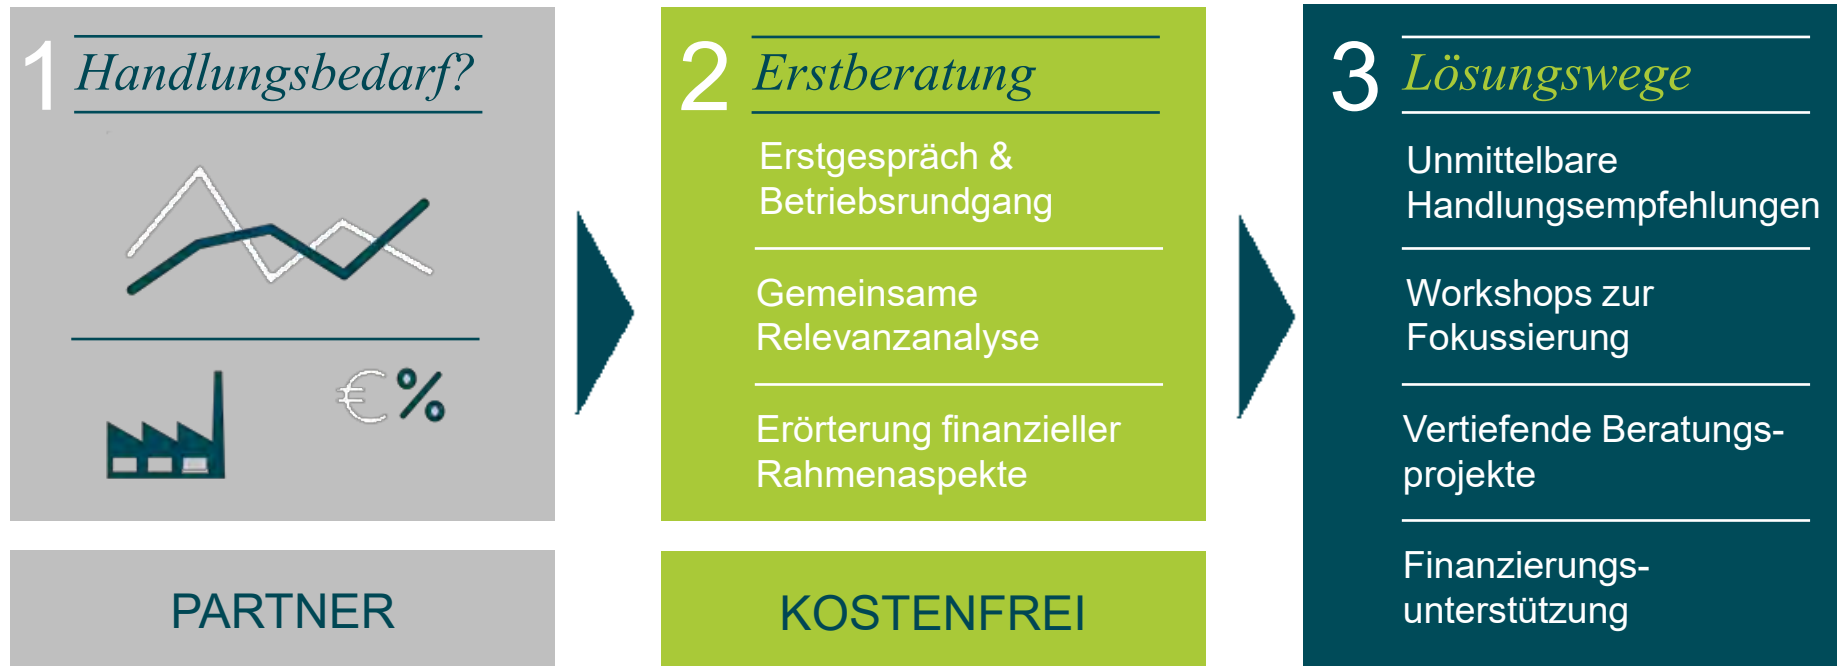 1 Handlungsbedarf?
€%
PARTNER
2 Erstberatung
Erstgespräch &
Betriebsrundgang
Gemeinsame
Relevanzanalyse
Erörterung finanzieller
Rahmenaspekte
KOSTENFREI
3 Lösungswege
Unmittelbare
Handlungsempfehlungen
Workshops zur
Fokussierung
Vertiefende Beratungs-
projekte
Finanzierungs-
unterstützung